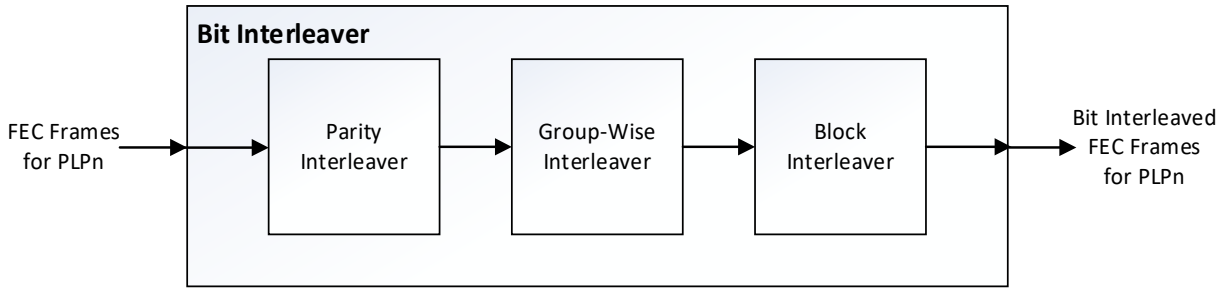 Bit Interleaver
FEC Frames
for PLPn
Parity
Interleaver
Group-Wise
Interleaver
Block
Interleaver
Bit Interleaved
FEC Frames
for PLPn